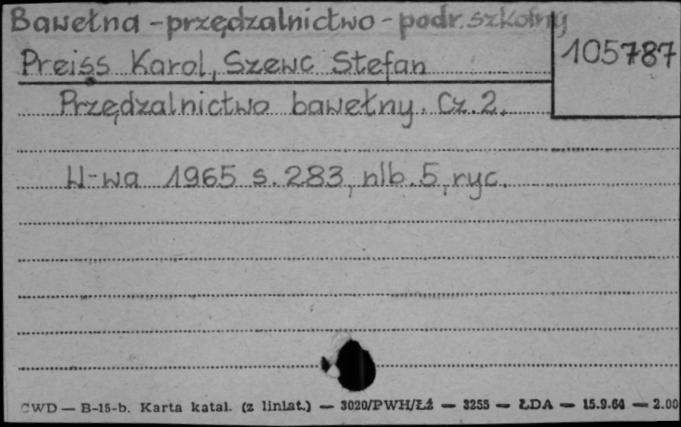 Bawełna - przędzalnictwo - podr. szkolny
105787
Preiss Karol, Szewc Stefan
Przędzalnictwo bawełny. Cz. 2.
W-wa 1965 s. 283, nlb. 5, ryc.
CWD — B-15-b. Karta katal. (z liniat.) — 3020/PWH/ŁŻ — 3255 — ŁDA — 15.9.64 — 2.00